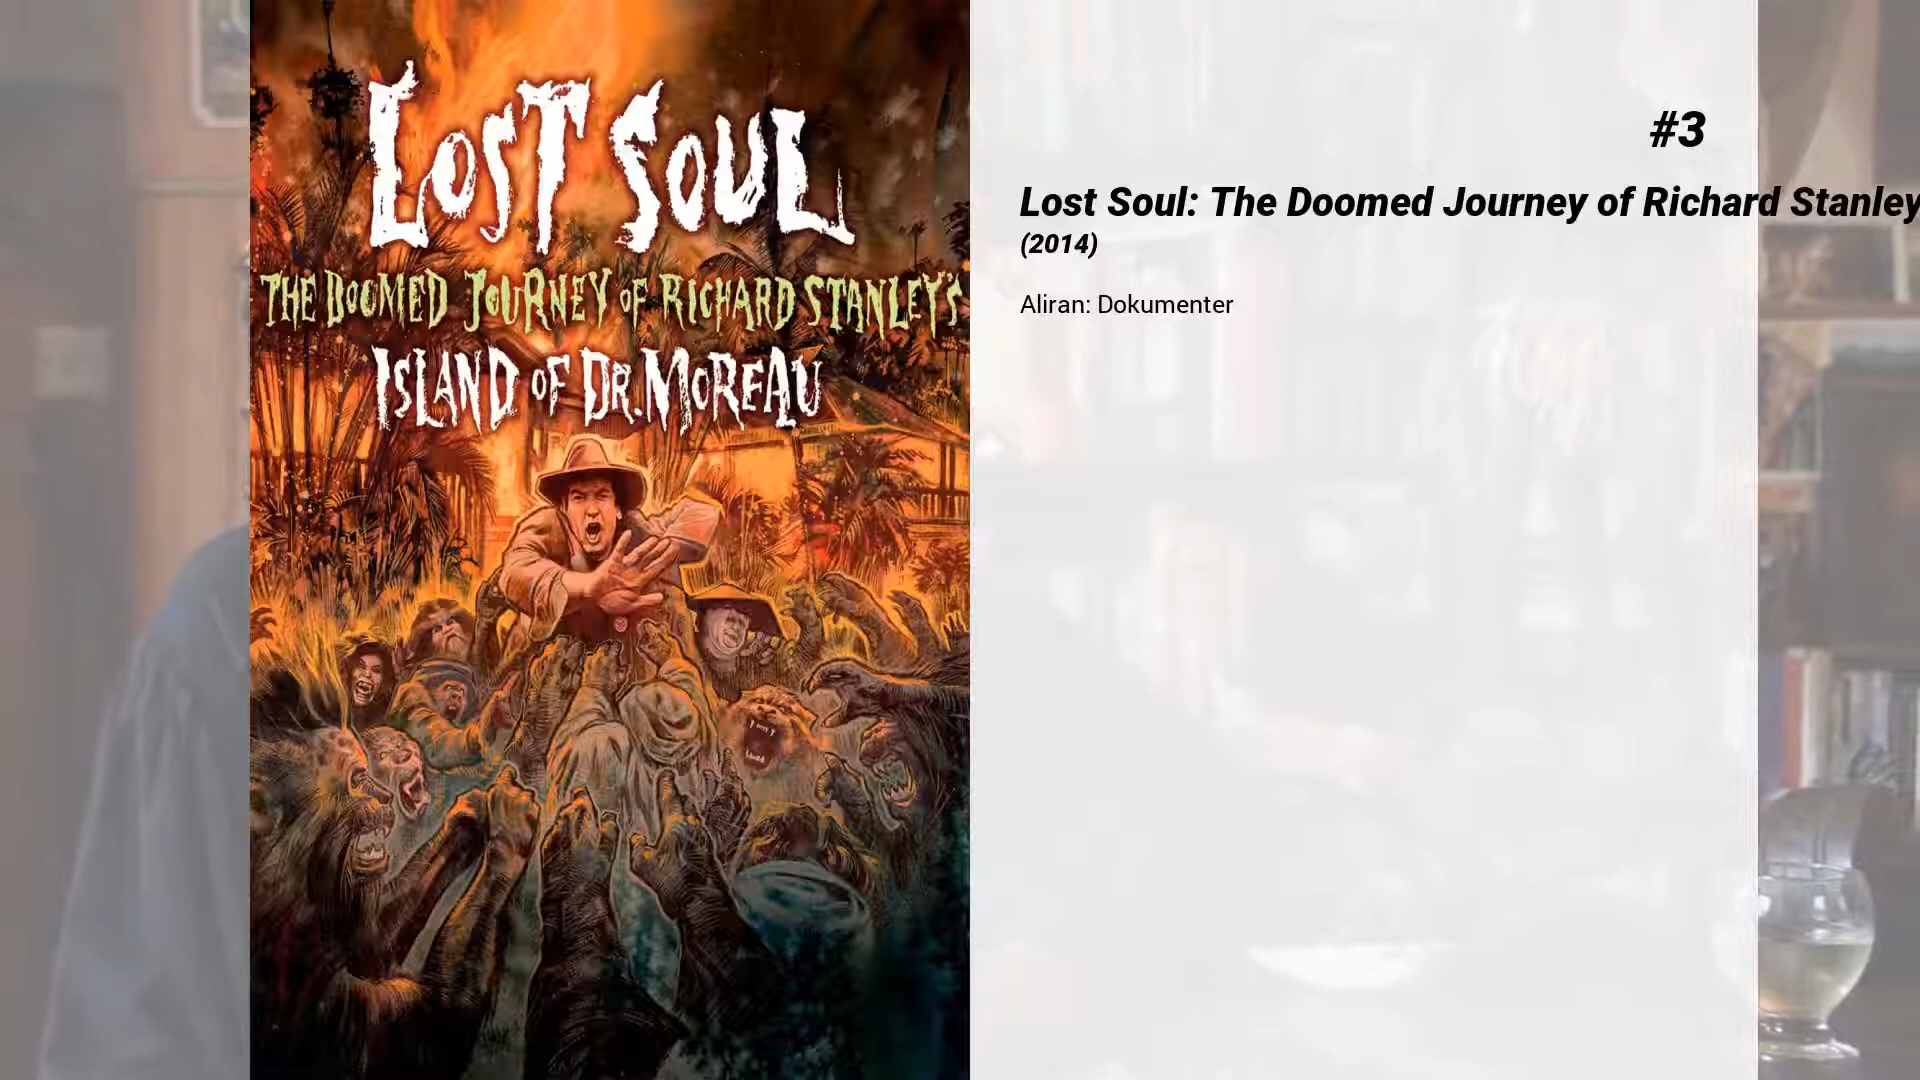 LOST SOUL
THE DOOMED JOURNEY OF RICHARD STANLEY'S
ISLAND OF DR. MOREAU
#3
Lost Soul: The Doomed Journey of Richard Stanley
(2014)
Aliran: Dokumenter